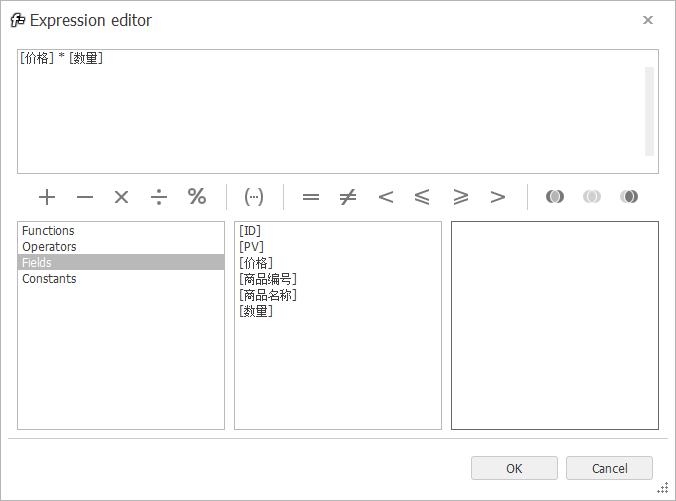 Expression editor
[价格] * [数量]
+ − × ÷ % (···) = ≠ < ⩽ ⩾ >
Functions
Operators
Fields
Constants
[ID]
[PV]
[价格]
[商品编号]
[商品名称]
[数量]
OK
Cancel